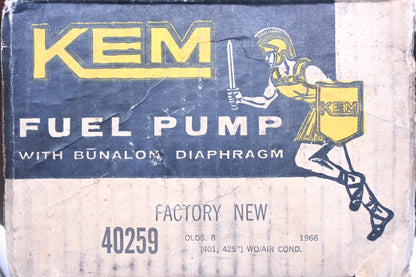 KEM
KEM
FUEL PUMP
WITH BŪNALON DIAPHRAGM
FACTORY NEW
40259 OLDS. 8 1966
(401, 425") WO/AIR COND.